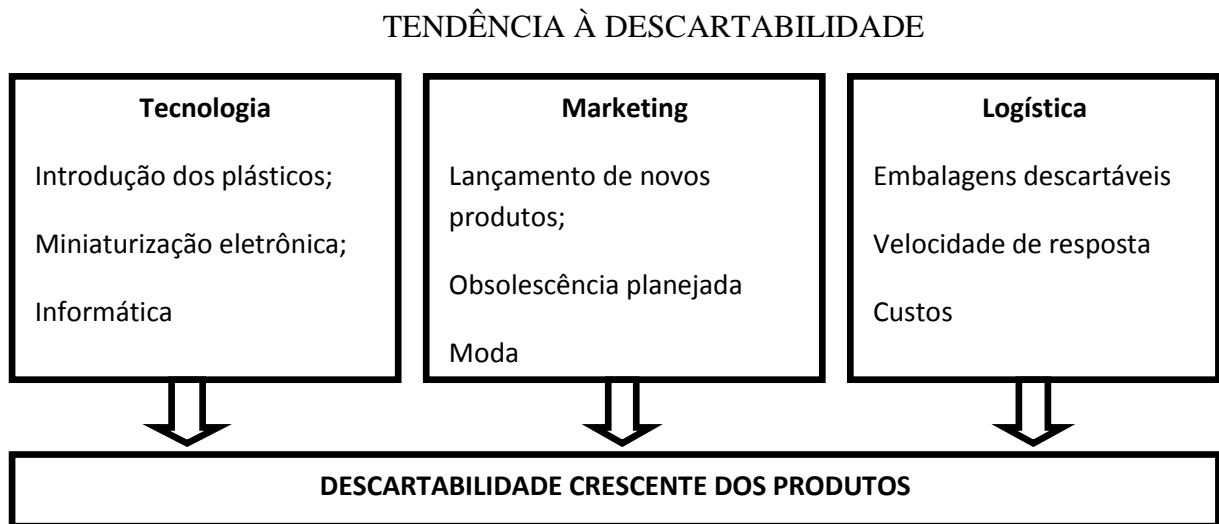 TENDÊNCIA À DESCARTABILIDADE
Tecnologia
Introdução dos plásticos;
Miniaturização eletrônica;
Informática
Marketing
Lançamento de novos
produtos;
Obsolescência planejada
Moda
Logística
Embalagens descartáveis
Velocidade de resposta
Custos
DESCARTABILIDADE CRESCENTE DOS PRODUTOS